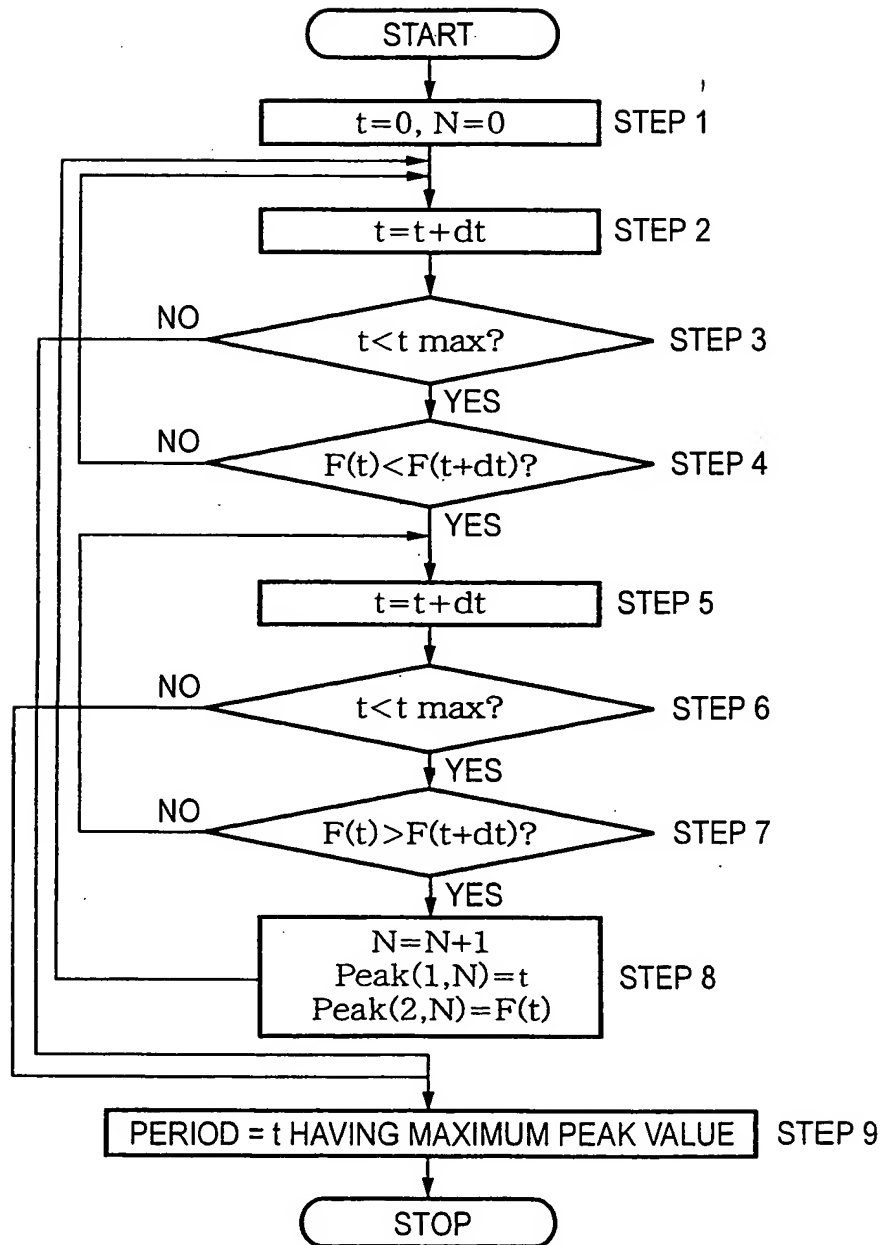 START
t=0, N=0 STEP 1
t=t+dt STEP 2
NO
t<t max? STEP 3
YES
NO
F(t)<F(t+dt)? STEP 4
YES
t=t+dt STEP 5
NO
t<t max? STEP 6
YES
NO
F(t)>F(t+dt)? STEP 7
YES
N=N+1
Peak(1,N)=t STEP 8
Peak(2,N)=F(t)
PERIOD = t HAVING MAXIMUM PEAK VALUE STEP 9
STOP